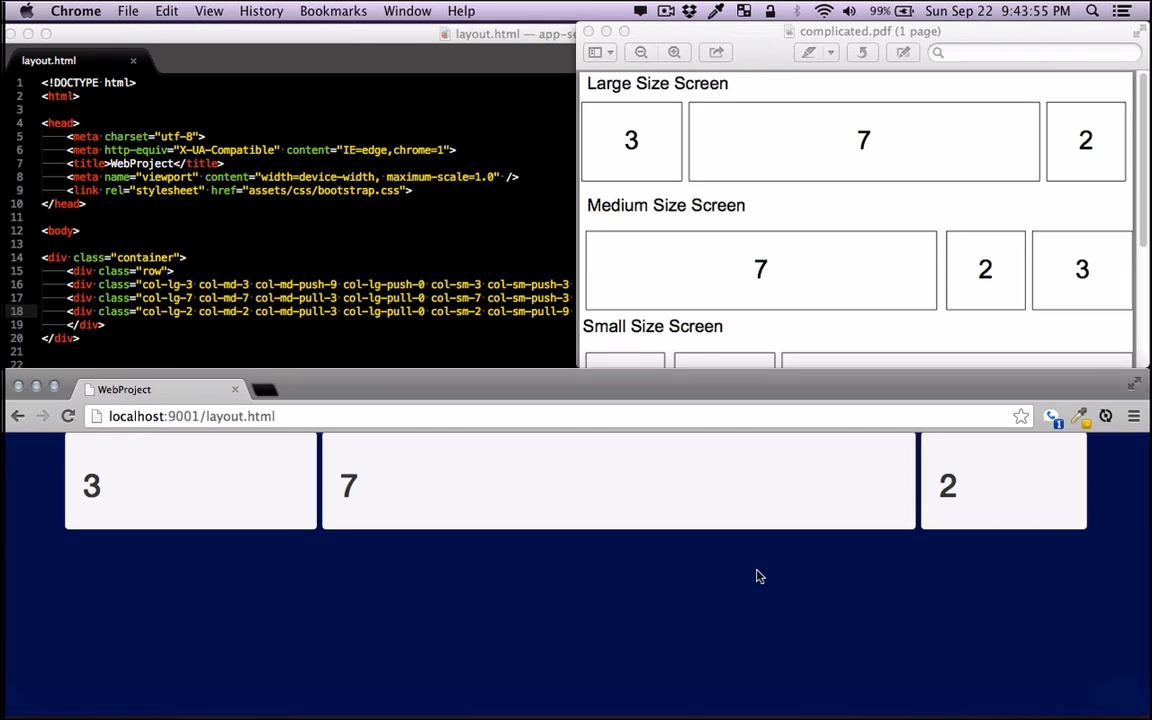 Chrome File Edit View History Bookmarks Window Help 99% Sun Sep 22 9:43:55 PM
layout.html — app-se
complicated.pdf (1 page)
layout.html ×
1 <!DOCTYPE html>
2 <html>
3
4 <head>
5 <meta charset="utf-8">
6 <meta http-equiv="X-UA-Compatible" content="IE=edge,chrome=1">
7 <title>WebProject</title>
8 <meta name="viewport" content="width=device-width, maximum-scale=1.0" />
9 <link rel="stylesheet" href="assets/css/bootstrap.css">
10 </head>
11
12 <body>
13
14 <div class="container">
15 <div class="row">
16 <div class="col-lg-3 col-md-3 col-md-push-9 col-lg-push-0 col-sm-3 col-sm-push-3
17 <div class="col-lg-7 col-md-7 col-md-pull-3 col-lg-pull-0 col-sm-7 col-sm-push-3
18 <div class="col-lg-2 col-md-2 col-md-pull-3 col-lg-pull-0 col-sm-2 col-sm-pull-9
19 </div>
20 </div>
21
22
Large Size Screen
3 7 2
Medium Size Screen
7 2 3
Small Size Screen
WebProject ×
localhost:9001/layout.html
1
3 7 2